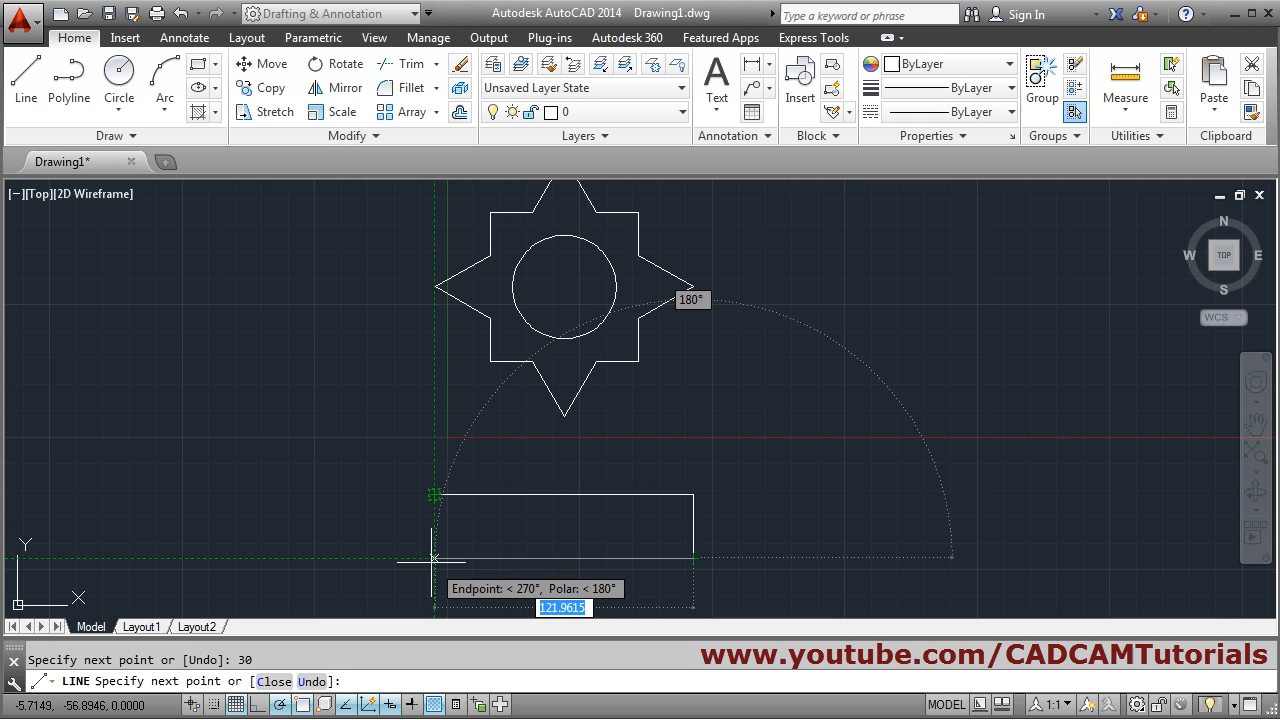 Drafting & Annotation
Autodesk AutoCAD 2014 Drawing1.dwg
Type a keyword or phrase
Sign In
Home Insert Annotate Layout Parametric View Manage Output Plug-ins Autodesk 360 Featured Apps Express Tools
Line
Polyline
Circle
Arc
Move
Rotate
Trim
Copy
Mirror
Fillet
Stretch
Scale
Array
Unsaved Layer State
0
Text
Insert
ByLayer
ByLayer
ByLayer
Group
Measure
Paste
Draw Modify Layers Annotation Block Properties Groups Utilities Clipboard
Drawing1*
[−][Top][2D Wireframe]
N
W
TOP
E
S
WCS
180°
Y
X
Endpoint: < 270°, Polar: < 180°
121.9615
Model Layout1 Layout2
Specify next point or [Undo]: 30
LINE Specify next point or [Close Undo]:
www.youtube.com/CADCAMTutorials
-5.7149, -56.8946, 0.0000
MODEL
1:1